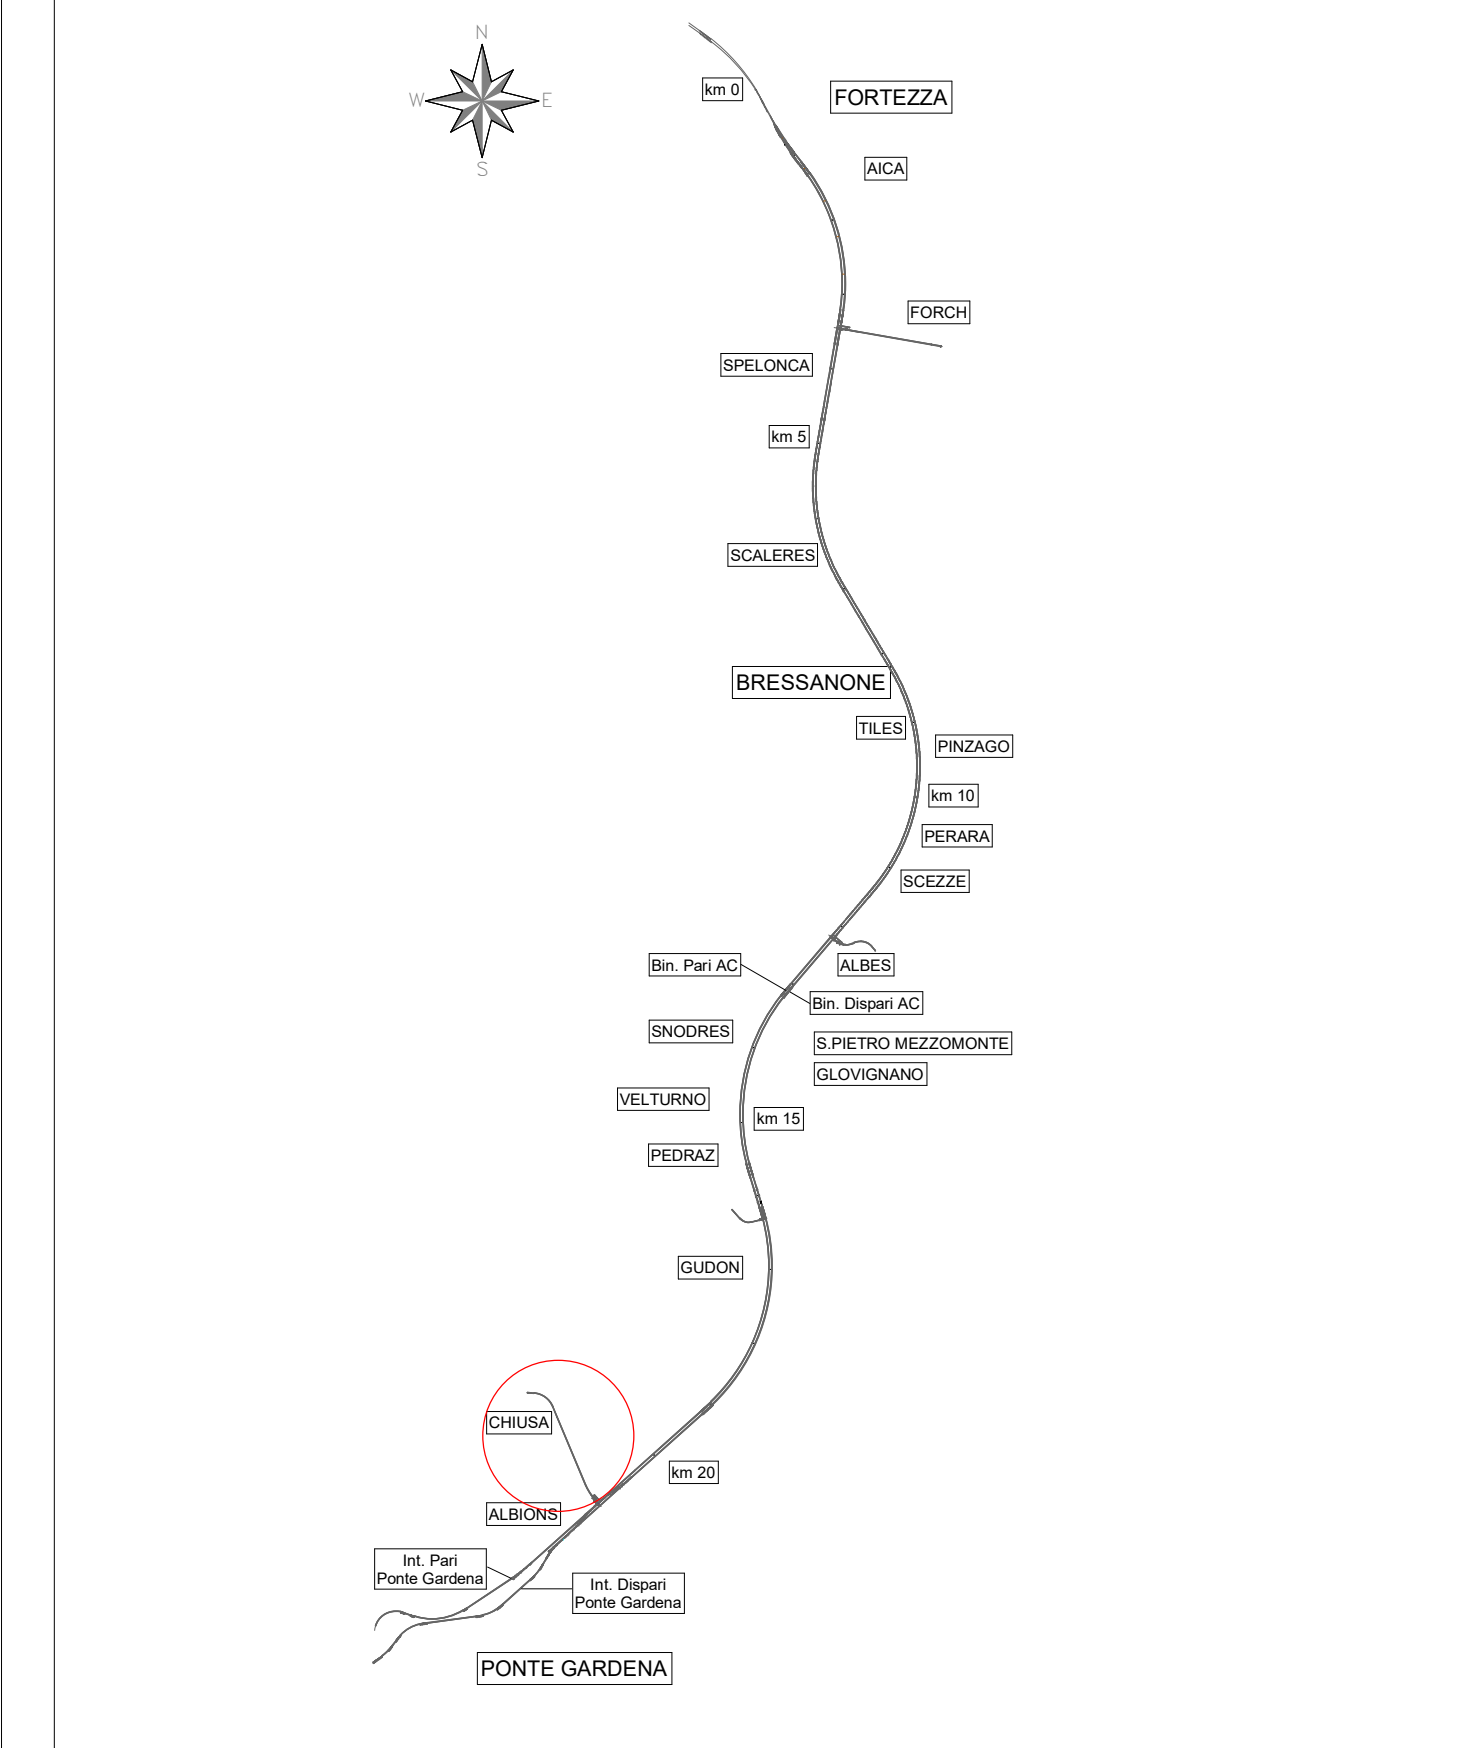 N
W
E
S
km 0
FORTEZZA
AICA
FORCH
SPELONCA
km 5
SCALERES
BRESSANONE
TILES
PINZAGO
km 10
PERARA
SCEZZE
Bin. Pari AC
ALBES
Bin. Dispari AC
SNODRES
S.PIETRO MEZZOMONTE
GLOVIGNANO
VELTURNO
km 15
PEDRAZ
GUDON
CHIUSA
km 20
ALBIONS
Int. Pari
Ponte Gardena
Int. Dispari
Ponte Gardena
PONTE GARDENA